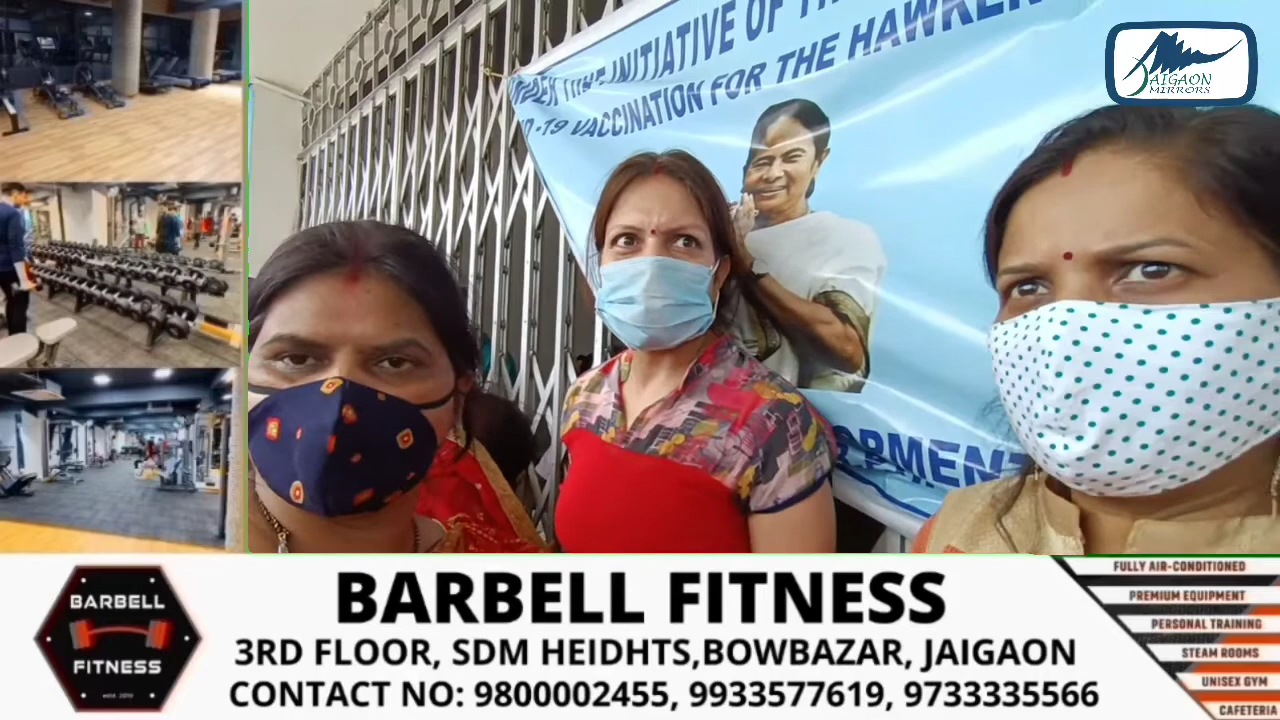 INITIATIVE OF
-19 VACCINATION FOR THE HAWKER
JAIGAON
MIRRORS
BARBELL
FITNESS
BARBELL FITNESS
3RD FLOOR, SDM HEIDHTS,BOWBAZAR, JAIGAON
CONTACT NO: 9800002455, 9933577619, 9733335566
FULLY AIR-CONDITIONED
PREMIUM EQUIPMENT
PERSONAL TRAINING
STEAM ROOMS
UNISEX GYM
CAFETERIA